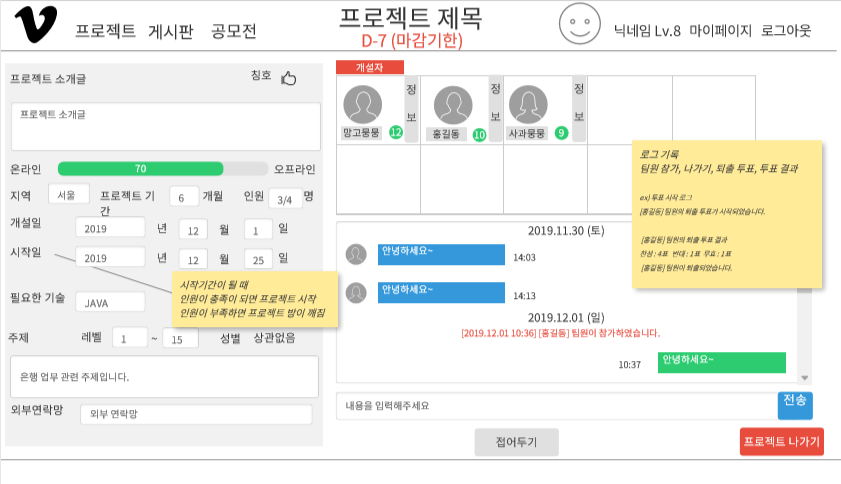 프로젝트 게시판 공모전
프로젝트 제목
D-7 (마감기한)
닉네임 Lv.8 마이페이지 로그아웃
프로젝트 소개글
칭호
프로젝트 소개글
온라인
70
오프라인
지역
서울
프로젝트 기간
6
개월
인원
3/4
명
개설일
2019
년
12
월
1
일
시작일
2019
년
12
월
25
일
시작기간이 될 때
인원이 충족이 되면 프로젝트 시작
인원이 부족하면 프로젝트 방이 깨짐
필요한 기술
JAVA
주제
레벨
1
~
15
성별
상관없음
은행 업무 관련 주제입니다.
외부연락망
외부 연락망
개설자
망고뭉뭉
12
정보
홍길동
10
정보
사과뭉뭉
9
정보
로그 기록
팀원 참가, 나가기, 퇴출 투표, 투표 결과
ex) 투표 시작 로그
[홍길동] 팀원의 퇴출 투표가 시작되었습니다.
[홍길동] 팀원의 퇴출 투표 결과
찬성 : 4표 반대 : 1표 무효 : 1표
[홍길동] 팀원이 퇴출되었습니다.
2019.11.30 (토)
안녕하세요~
14:03
안녕하세요~
14:13
2019.12.01 (일)
[2019.12.01 10:36] [홍길동] 팀원이 참가하였습니다.
10:37
안녕하세요~
내용을 입력해주세요
전송
접어두기
프로젝트 나가기